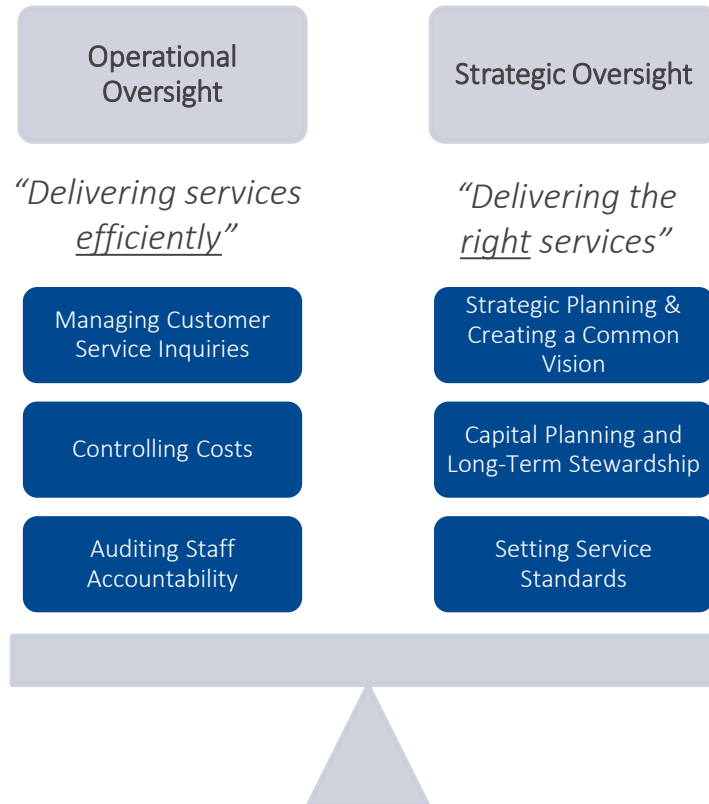 Operational
Oversight
“Delivering services
efficiently”
Managing Customer
Service Inquiries
Controlling Costs
Auditing Staff
Accountability
Strategic Oversight
“Delivering the
right services”
Strategic Planning &
Creating a Common
Vision
Capital Planning and
Long-Term Stewardship
Setting Service
Standards